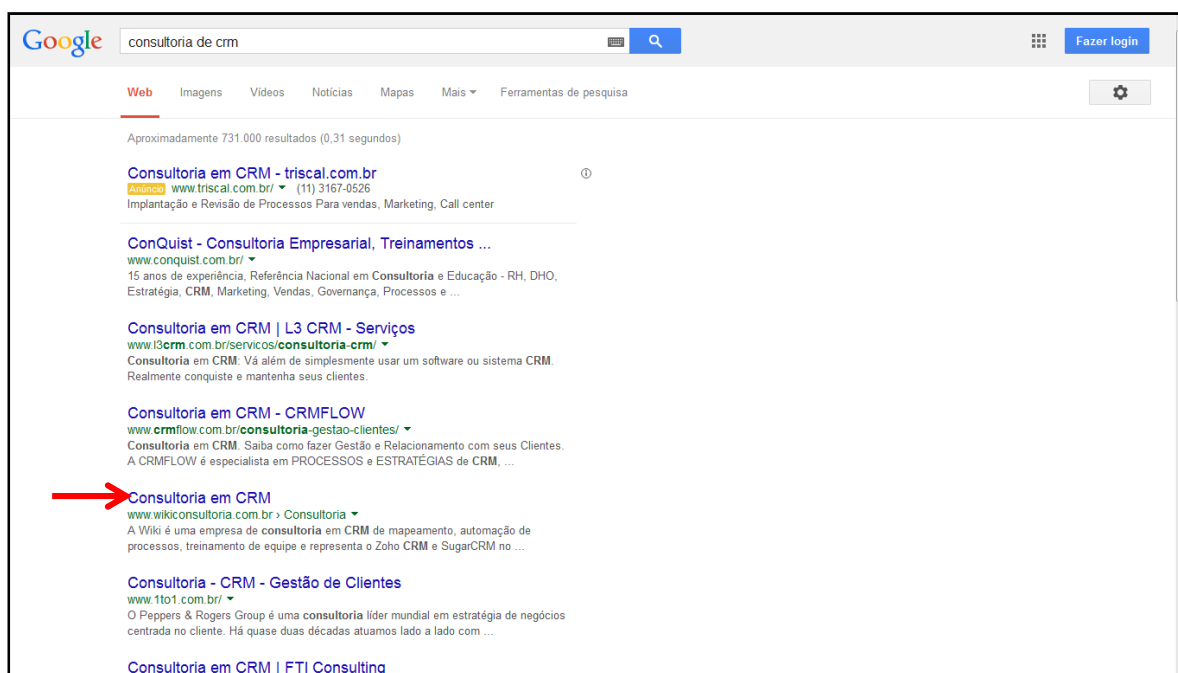 Google consultoria de crm Fazer login
Web Imagens Vídeos Notícias Mapas Mais Ferramentas de pesquisa
Aproximadamente 731.000 resultados (0,31 segundos)
Consultoria em CRM - triscal.com.br
Anúncio www.triscal.com.br/ (11) 3167-0526
Implantação e Revisão de Processos Para vendas, Marketing, Call center
ConQuist - Consultoria Empresarial, Treinamentos ...
www.conquist.com.br/
15 anos de experiência, Referência Nacional em Consultoria e Educação - RH, DHO,
Estratégia, CRM, Marketing, Vendas, Governança, Processos e ...
Consultoria em CRM | L3 CRM - Serviços
www.l3crm.com.br/servicos/consultoria-crm/
Consultoria em CRM: Vá além de simplesmente usar um software ou sistema CRM.
Realmente conquiste e mantenha seus clientes.
Consultoria em CRM - CRMFLOW
www.crmflow.com.br/consultoria-gestao-clientes/
Consultoria em CRM. Saiba como fazer Gestão e Relacionamento com seus Clientes.
A CRMFLOW é especialista em PROCESSOS e ESTRATÉGIAS de CRM, ...
Consultoria em CRM
www.wikiconsultoria.com.br › Consultoria
A Wiki é uma empresa de consultoria em CRM de mapeamento, automação de
processos, treinamento de equipe e representa o Zoho CRM e SugarCRM no ...
Consultoria - CRM - Gestão de Clientes
www.1to1.com.br/
O Peppers & Rogers Group é uma consultoria líder mundial em estratégia de negócios
centrada no cliente. Há quase duas décadas atuamos lado a lado com ...
Consultoria em CRM | FTI Consulting